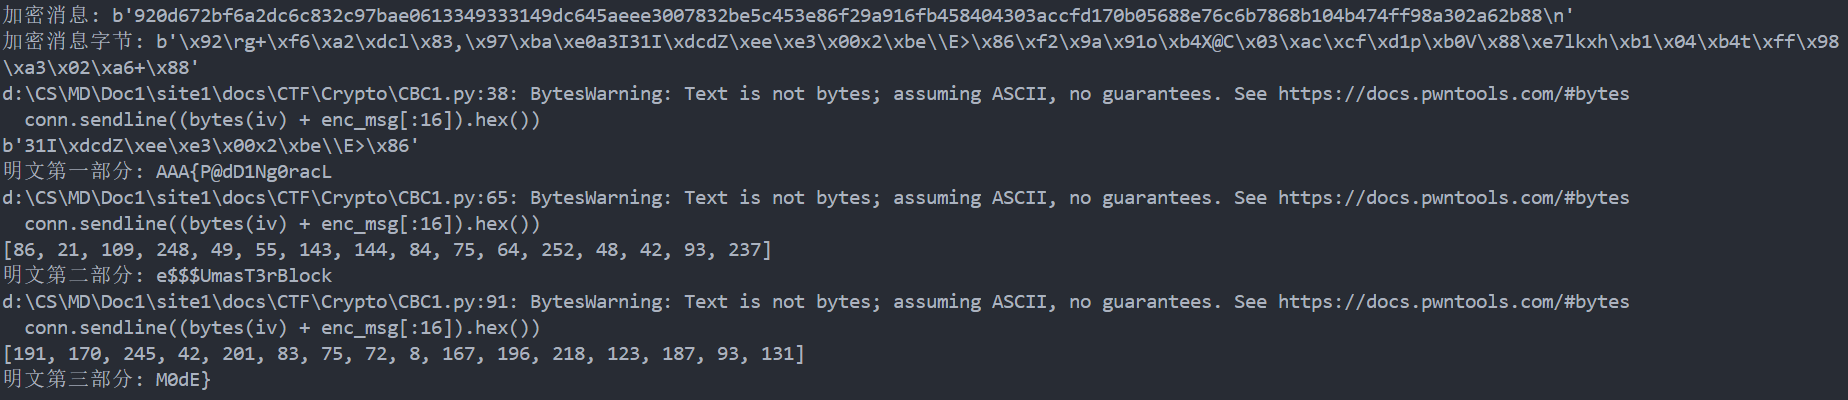 加密消息: b'920d672bf6a2dc6c832c97bae0613349333149dc645aeee3007832be5c453e86f29a916fb458404303accfd170b05688e76c6b7868b104b474ff98a302a62b88\n'
加密消息字节: b'\x92\rg+\xf6\xa2\xdcl\x83,\x97\xba\xe0a3I31I\xdcdZ\xee\xe3\x00x2\xbe\\E>\x86\xf2\x9a\x91o\xb4X@C\x03\xac\xcf\xd1p\xb0V\x88\xe7lkxh\xb1\x04\xb4t\xff\x98
\xa3\x02\xa6+\x88'
d:\CS\MD\Doc1\site1\docs\CTF\Crypto\CBC1.py:38: BytesWarning: Text is not bytes; assuming ASCII, no guarantees. See https://docs.pwntools.com/#bytes
  conn.sendline((bytes(iv) + enc_msg[:16]).hex())
b'31I\xdcdZ\xee\xe3\x00x2\xbe\\E>\x86'
明文第一部分: AAA{P@dD1Ng0racL
d:\CS\MD\Doc1\site1\docs\CTF\Crypto\CBC1.py:65: BytesWarning: Text is not bytes; assuming ASCII, no guarantees. See https://docs.pwntools.com/#bytes
  conn.sendline((bytes(iv) + enc_msg[:16]).hex())
[86, 21, 109, 248, 49, 55, 143, 144, 84, 75, 64, 252, 48, 42, 93, 237]
明文第二部分: e$$$UmasT3rBlock
d:\CS\MD\Doc1\site1\docs\CTF\Crypto\CBC1.py:91: BytesWarning: Text is not bytes; assuming ASCII, no guarantees. See https://docs.pwntools.com/#bytes
  conn.sendline((bytes(iv) + enc_msg[:16]).hex())
[191, 170, 245, 42, 201, 83, 75, 72, 8, 167, 196, 218, 123, 187, 93, 131]
明文第三部分: M0dE}